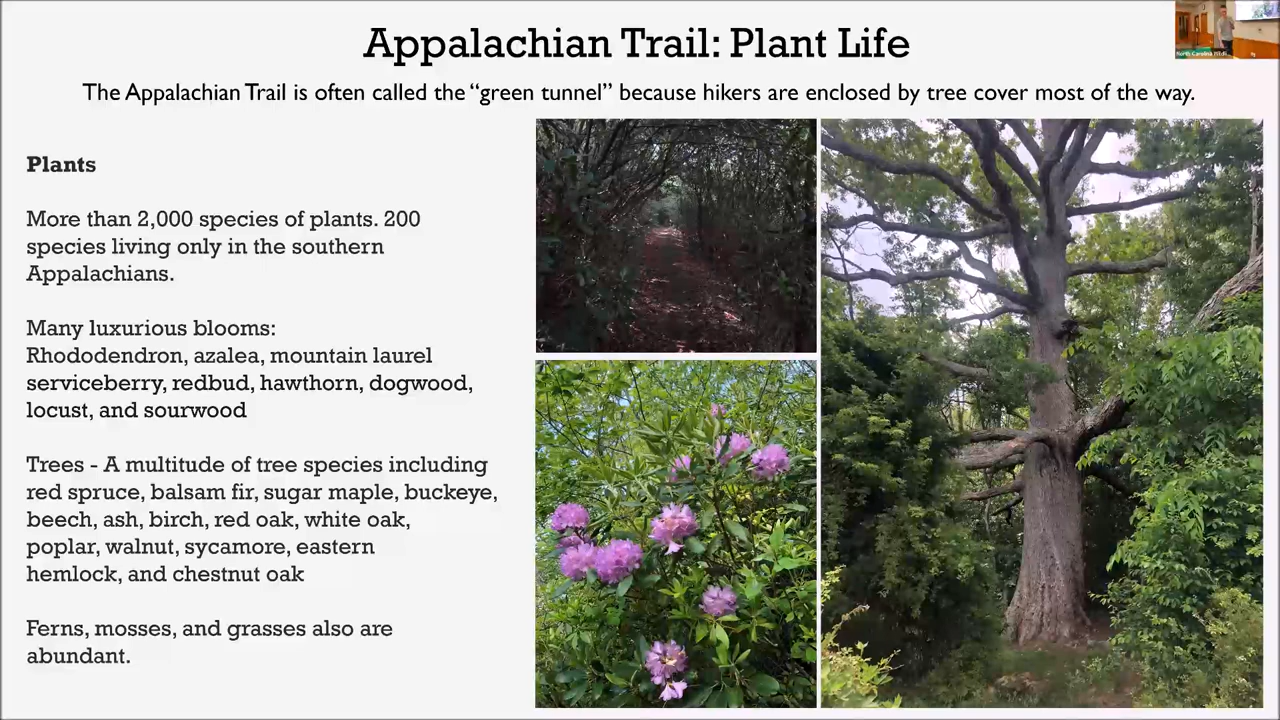 Appalachian Trail: Plant Life
The Appalachian Trail is often called the “green tunnel” because hikers are enclosed by tree cover most of the way.
Plants
More than 2,000 species of plants. 200
species living only in the southern
Appalachians.
Many luxurious blooms:
Rhododendron, azalea, mountain laurel
serviceberry, redbud, hawthorn, dogwood,
locust, and sourwood
Trees - A multitude of tree species including
red spruce, balsam fir, sugar maple, buckeye,
beech, ash, birch, red oak, white oak,
poplar, walnut, sycamore, eastern
hemlock, and chestnut oak
Ferns, mosses, and grasses also are
abundant.
North Carolina